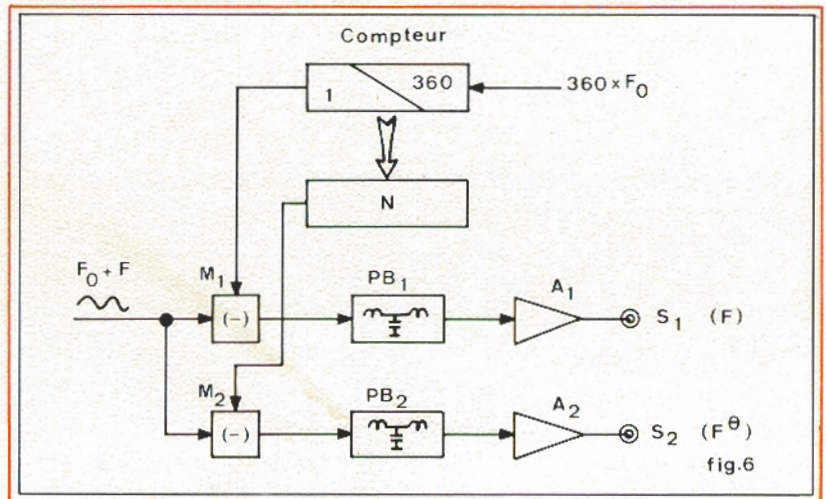 Compteur
1
360
360 x F0
N
F0 + F
M1
(-)
PB1
A1
S1 (F)
M2
(-)
PB2
A2
S2 (Fθ)
fig.6